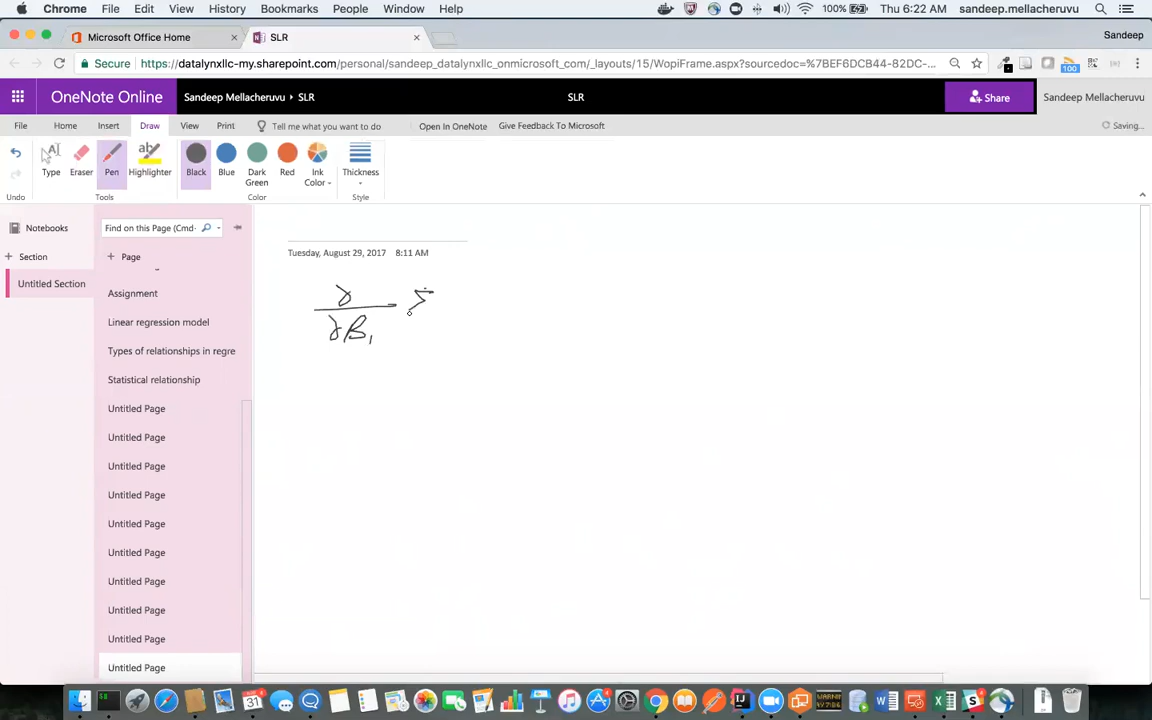 Chrome File Edit View History Bookmarks People Window Help 100% Thu 6:22 AM sandeep.mellacheruvu
Microsoft Office Home × SLR × Sandeep
Secure https://datalynxllc-my.sharepoint.com/personal/sandeep_datalynxllc_onmicrosoft_com/_layouts/15/WopiFrame.aspx?sourcedoc=%7BEF6DCB44-82DC-... 100
OneNote Online Sandeep Mellacheruvu ▸ SLR SLR Share Sandeep Mellacheruvu
File Home Insert Draw View Print Tell me what you want to do Open In OneNote Give Feedback To Microsoft Saving...
Type Eraser Pen Highlighter Black Blue Dark Green Red Ink Color Thickness
Undo Tools Color Style
Notebooks Find on this Page (Cmd-
+ Section + Page
Untitled Section
Tuesday, August 29, 2017 8:11 AM
Assignment
Linear regression model
Types of relationships in regre
Statistical relationship
Untitled Page
Untitled Page
Untitled Page
Untitled Page
Untitled Page
Untitled Page
Untitled Page
Untitled Page
Untitled Page
Untitled Page
∂
∂β₁